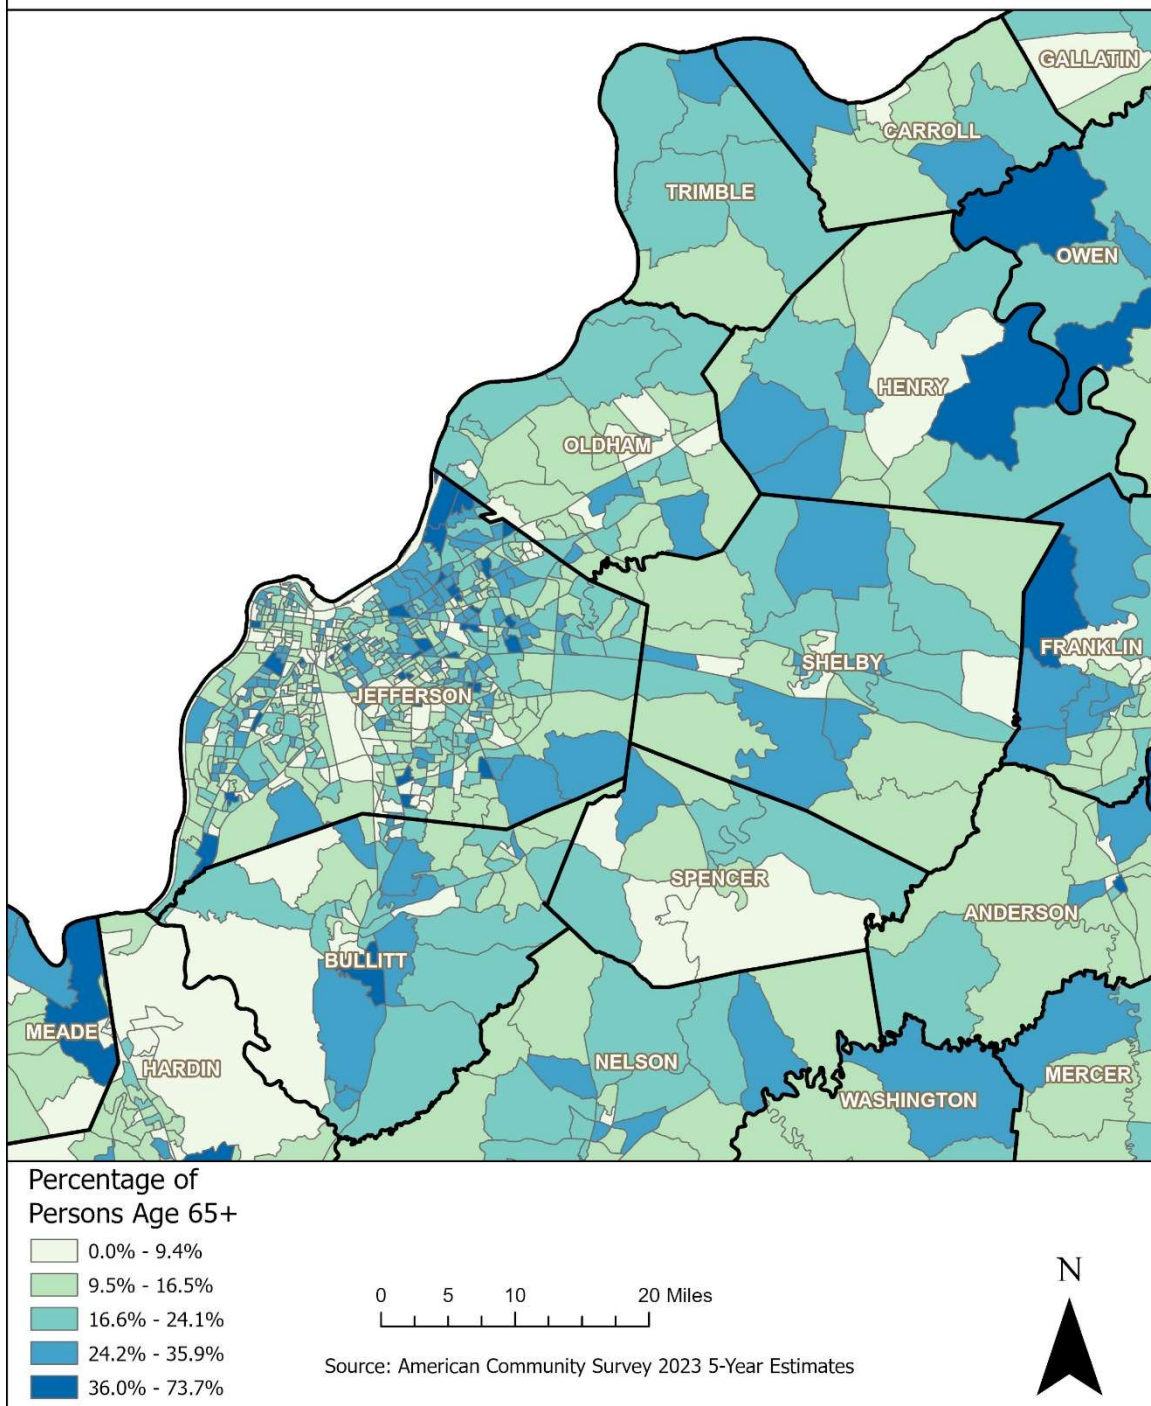 GALLATIN
CARROLL
TRIMBLE
OWEN
HENRY
OLDHAM
SHELBY
FRANKLIN
JEFFERSON
SPENCER
ANDERSON
BULLITT
MEADE
HARDIN
NELSON
MERCER
WASHINGTON
Percentage of
Persons Age 65+
0.0% - 9.4%
9.5% - 16.5%
16.6% - 24.1%
24.2% - 35.9%
36.0% - 73.7%
0 5 10 20 Miles
Source: American Community Survey 2023 5-Year Estimates
N